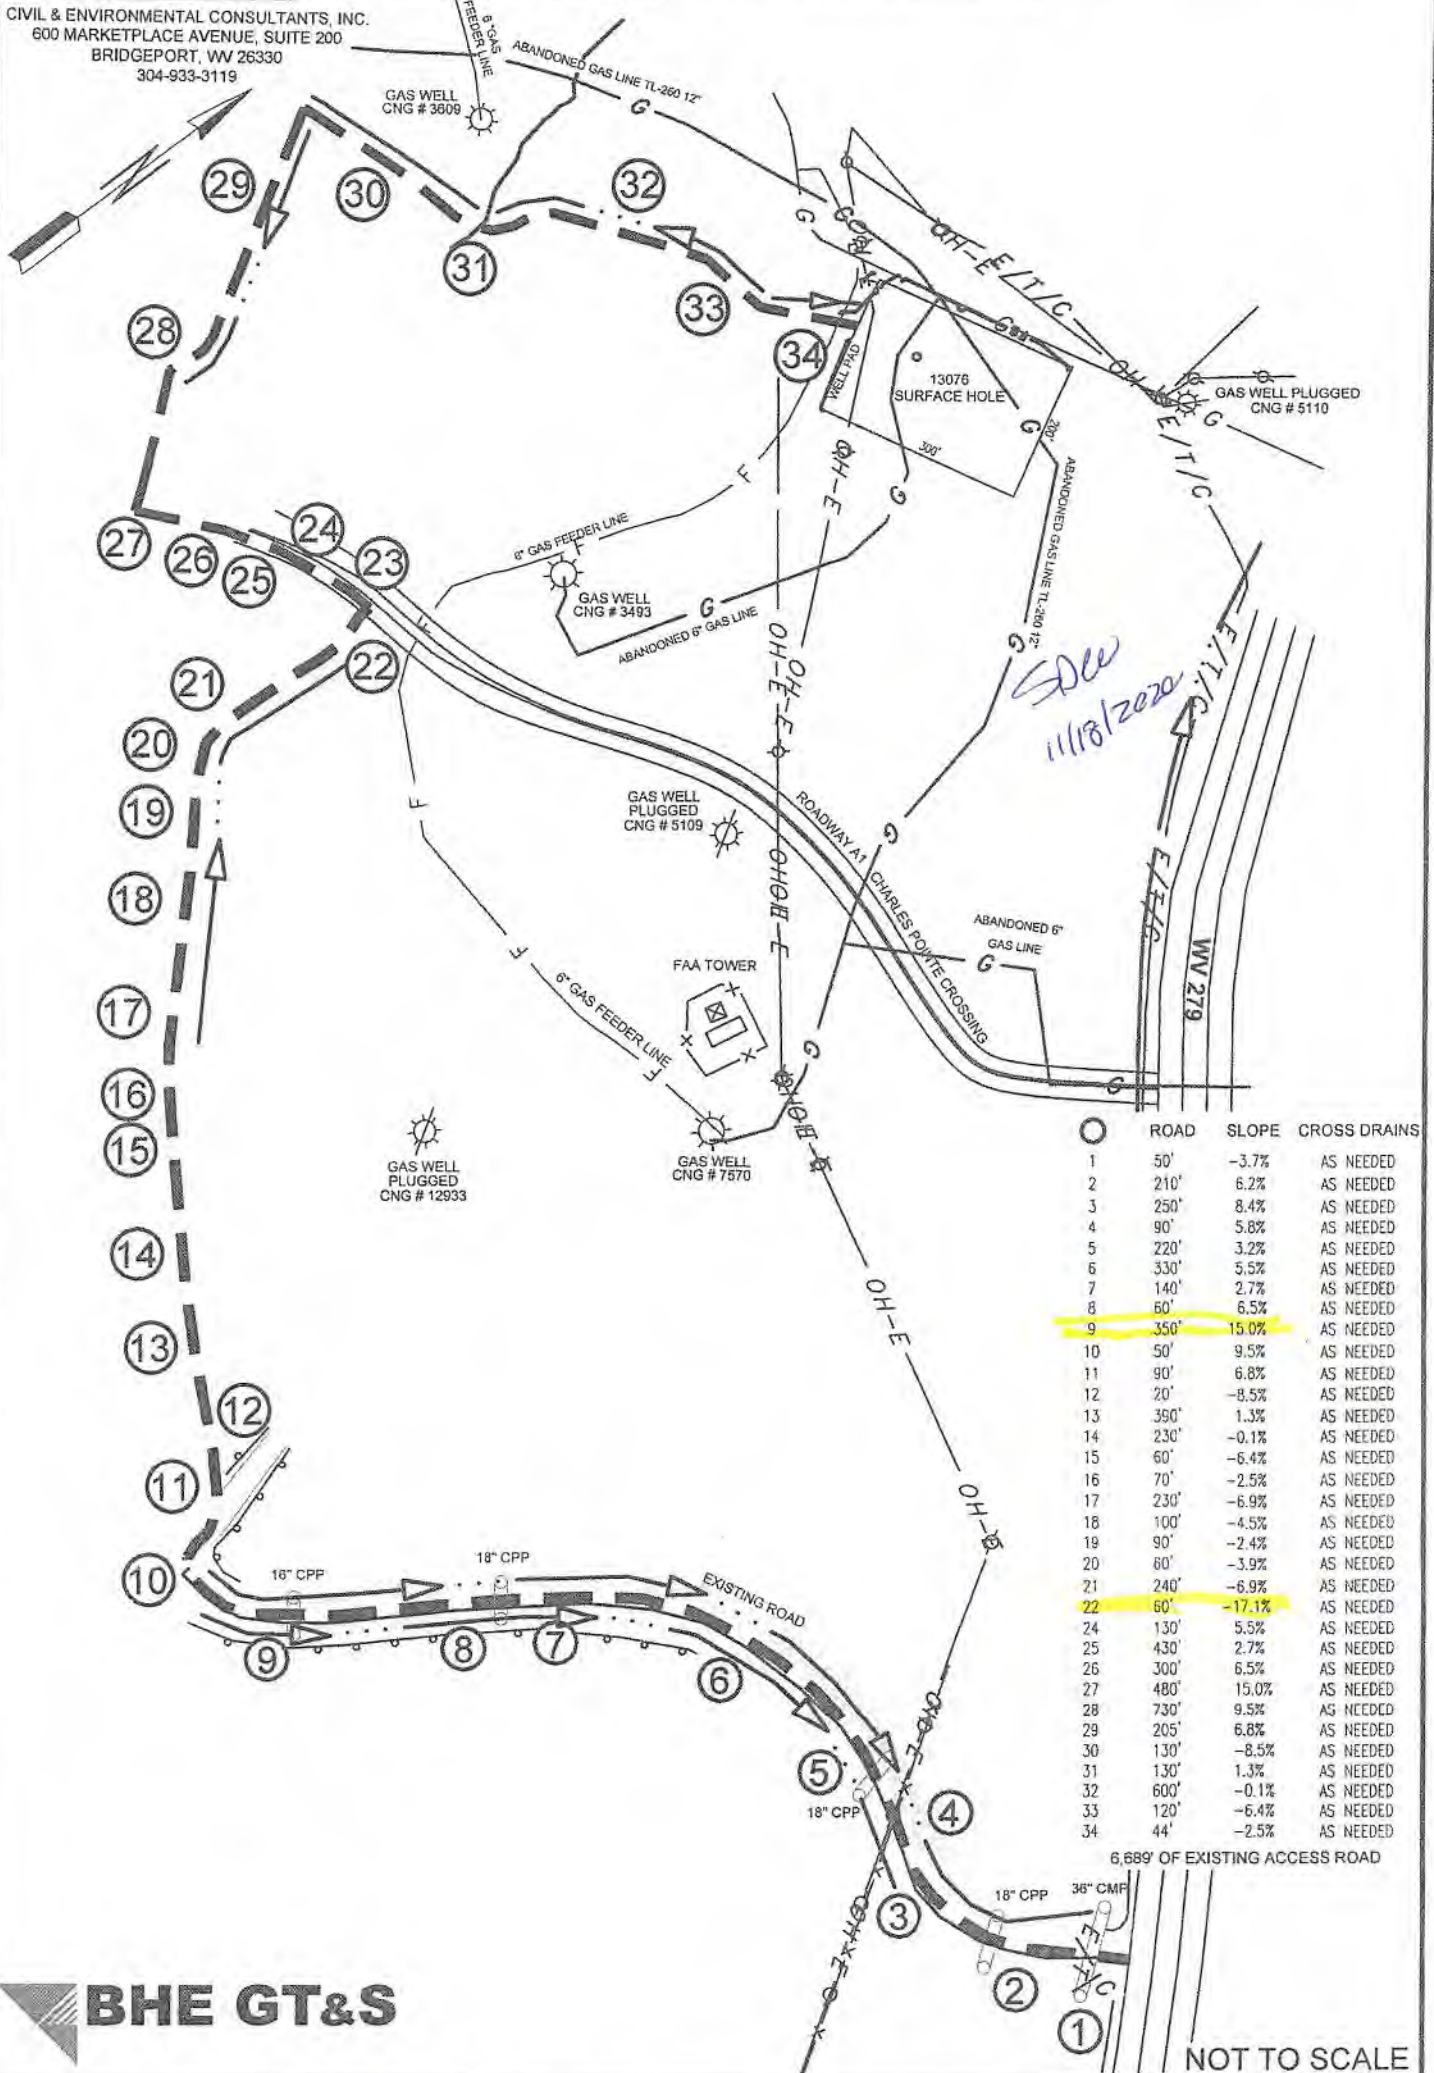 CIVIL & ENVIRONMENTAL CONSULTANTS, INC.
600 MARKETPLACE AVENUE, SUITE 200
BRIDGEPORT, WV 26330
304-933-3119
6" GAS
FEEDER LINE
ABANDONED GAS LINE TL-260 12"
G
GAS WELL
CNG # 3609
29
30
32
31
G
G
OH-E
E/T/C
33
28
34
WELL PAD
13076
SURFACE HOLE
G
OH-E
GAS WELL PLUGGED
CNG # 5110
G
E/T/C
300'
200'
G
F
OH-E
G
ABANDONED GAS LINE TL-260 12"
27
26
25
24
23
6" GAS FEEDER LINE
F
GAS WELL
CNG # 3493
G
ABANDONED 6" GAS LINE
F
OH-E
OH-E
G
SDW
11/18/2020
E/T/C
22
21
20
19
F
GAS WELL
PLUGGED
CNG # 5109
ROADWAY A1 CHARLES POINTE CROSSING
G
18
E/T/C
ABANDONED 6"
GAS LINE
G
WV 279
F
6" GAS FEEDER LINE
F
FAA TOWER
17
G
G
16
15
GAS WELL
PLUGGED
CNG # 12933
GAS WELL
CNG # 7570
14
13
12
11
10
OH-E
OH-E
ROAD SLOPE CROSS DRAINS
1 50' -3.7% AS NEEDED
2 210' 6.2% AS NEEDED
3 250' 8.4% AS NEEDED
4 90' 5.8% AS NEEDED
5 220' 3.2% AS NEEDED
6 330' 5.5% AS NEEDED
7 140' 2.7% AS NEEDED
8 60' 6.5% AS NEEDED
9 350' 15.0% AS NEEDED
10 50' 9.5% AS NEEDED
11 90' 6.8% AS NEEDED
12 20' -8.5% AS NEEDED
13 390' 1.3% AS NEEDED
14 230' -0.1% AS NEEDED
15 60' -6.4% AS NEEDED
16 70' -2.5% AS NEEDED
17 230' -6.9% AS NEEDED
18 100' -4.5% AS NEEDED
19 90' -2.4% AS NEEDED
20 60' -3.9% AS NEEDED
21 240' -6.9% AS NEEDED
22 60' -17.1% AS NEEDED
24 130' 5.5% AS NEEDED
25 430' 2.7% AS NEEDED
26 300' 6.5% AS NEEDED
27 480' 15.0% AS NEEDED
28 730' 9.5% AS NEEDED
29 205' 6.8% AS NEEDED
30 130' -8.5% AS NEEDED
31 130' 1.3% AS NEEDED
32 600' -0.1% AS NEEDED
33 120' -6.4% AS NEEDED
34 44' -2.5% AS NEEDED
6,689' OF EXISTING ACCESS ROAD
16" CPP
18" CPP
EXISTING ROAD
9
8
7
6
5
18" CPP
4
3
18" CPP
36" CMP
E/T/C
2
1
BHE GT&S
NOT TO SCALE